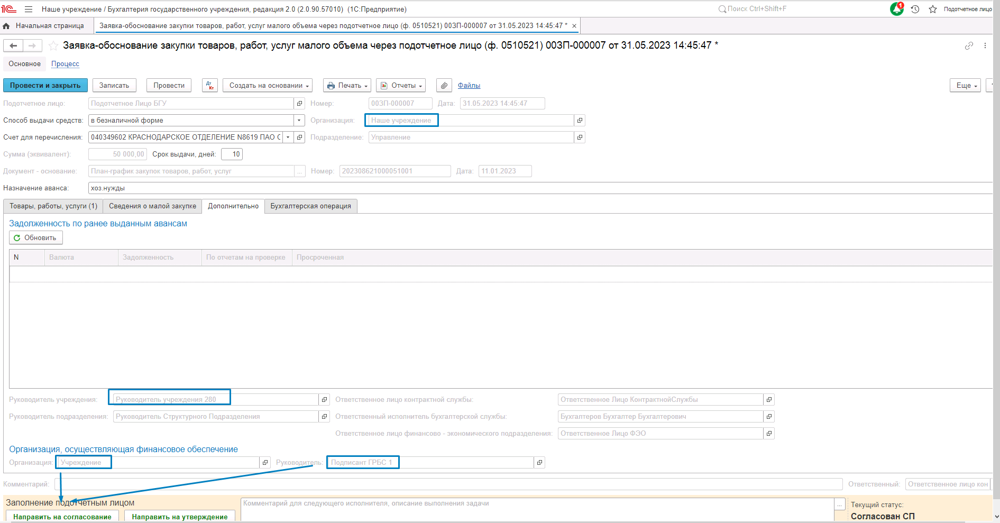 1С Наше учреждение / Бухгалтерия государственного учреждения, редакция 2.0 (2.0.90.57010) (1С:Предприятие) Поиск Ctrl+Shift+F 1 Подотчетное лицо
Начальная страница Заявка-обоснование закупки товаров, работ, услуг малого объема через подотчетное лицо (ф. 0510521) 00ЗП-000007 от 31.05.2023 14:45:47 * ×
Заявка-обоснование закупки товаров, работ, услуг малого объема через подотчетное лицо (ф. 0510521) 00ЗП-000007 от 31.05.2023 14:45:47 *
Основное Процесс
Провести и закрыть Записать Провести Дт Кт Создать на основании Печать Отчеты Файлы Еще
Подотчетное лицо: Подотчетное Лицо БГУ Номер: 00ЗП-000007 Дата: 31.05.2023 14:45:47
Способ выдачи средств: в безналичной форме Организация: Наше учреждение
Счет для перечисления: 040349602 КРАСНОДАРСКОЕ ОТДЕЛЕНИЕ N8619 ПАО С Подразделение: Управление
Сумма (эквивалент): 50 000,00 Срок выдачи, дней: 10
Документ - основание: План-график закупок товаров, работ, услуг ... Номер: 202308621000051001 Дата: 11.01.2023
Назначение аванса: хоз.нужды
Товары, работы, услуги (1) Сведения о малой закупке Дополнительно Бухгалтерская операция
Задолженность по ранее выданным авансам
Обновить
N Валюта Задолженность По отчетам на проверке Просроченная
Руководитель учреждения: Руководитель учреждения 280 Ответственное лицо контрактной службы: Ответственное Лицо КонтрактнойСлужбы
Руководитель подразделения: Руководитель Структурного Подразделения Ответственный исполнитель бухгалтерской службы: Бухгалтеров Бухгалтер Бухгалтерович
Ответственное лицо финансово - экономического подразделения: Ответственное Лицо ФЭО
Организация, осуществляющая финансовое обеспечение
Организация: Учреждение Руководитель: Подписант ГРБС 1
Комментарий: Ответственный: Ответственное лицо кон
Заполнение подотчетным лицом Комментарий для следующего исполнителя, описание выполнения задачи ... Текущий статус:
Направить на согласование Направить на утверждение Согласован СП